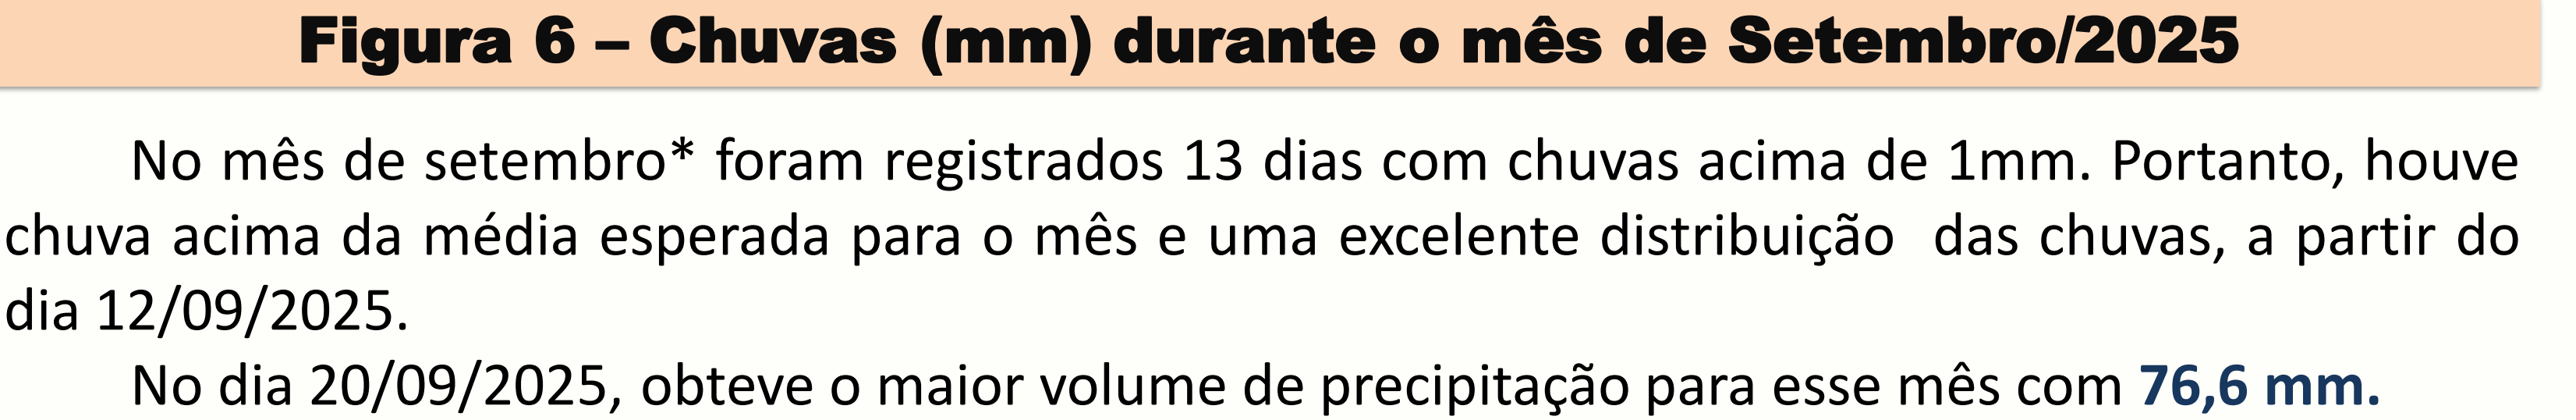 Figura 6 – Chuvas (mm) durante o mês de Setembro/2025
No mês de setembro* foram registrados 13 dias com chuvas acima de 1mm. Portanto, houve
chuva acima da média esperada para o mês e uma excelente distribuição  das chuvas, a partir do
dia 12/09/2025.
No dia 20/09/2025, obteve o maior volume de precipitação para esse mês com 76,6 mm.